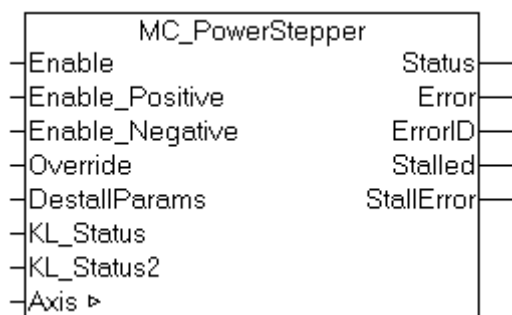 MC_PowerStepper
Enable Status
Enable_Positive Error
Enable_Negative ErrorID
Override Stalled
DestallParams StallError
KL_Status
KL_Status2
Axis ▹